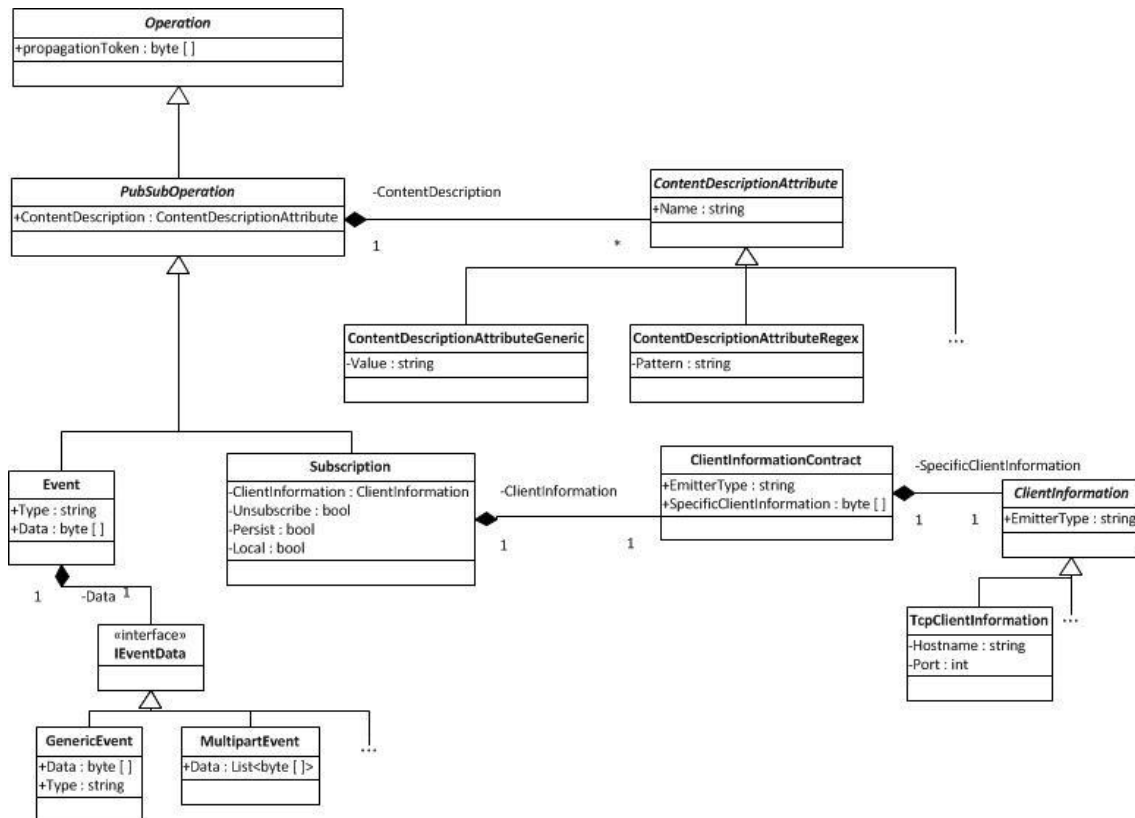 Operation
+propagationToken : byte [ ]
PubSubOperation
+ContentDescription : ContentDescriptionAttribute
-ContentDescription
1
*
ContentDescriptionAttribute
+Name : string
ContentDescriptionAttributeGeneric
-Value : string
ContentDescriptionAttributeRegex
-Pattern : string
...
Event
+Type : string
+Data : byte [ ]
Subscription
-ClientInformation : ClientInformation
-Unsubscribe : bool
-Persist : bool
-Local : bool
-ClientInformation
1
1
ClientInformationContract
+EmitterType : string
+SpecificClientInformation : byte [ ]
-SpecificClientInformation
1
1
ClientInformation
+EmitterType : string
1
-Data
1
«interface»
IEventData
TcpClientInformation
-Hostname : string
-Port : int
...
GenericEvent
+Data : byte [ ]
+Type : string
MultipartEvent
+Data : List<byte [ ]>
...